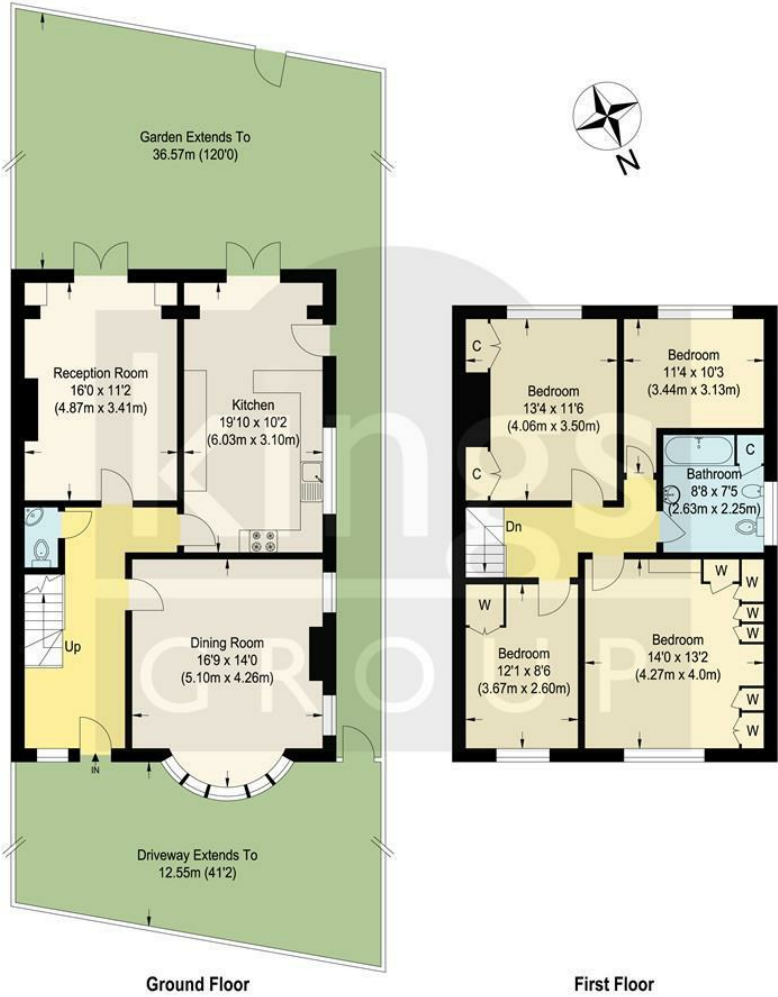 Garden Extends To
36.57m (120'0)
N
Reception Room
16'0 x 11'2
(4.87m x 3.41m)
Kitchen
19'10 x 10'2
(6.03m x 3.10m)
Up
Dining Room
16'9 x 14'0
(5.10m x 4.26m)
IN
Driveway Extends To
12.55m (41'2)
Ground Floor
C
Bedroom
13'4 x 11'6
(4.06m x 3.50m)
C
Bedroom
11'4 x 10'3
(3.44m x 3.13m)
C
Bathroom
8'8 x 7'5
(2.63m x 2.25m)
Dn
W
Bedroom
12'1 x 8'6
(3.67m x 2.60m)
W
W
W
W
Bedroom
14'0 x 13'2
(4.27m x 4.0m)
W
W
First Floor
kings
GROUP